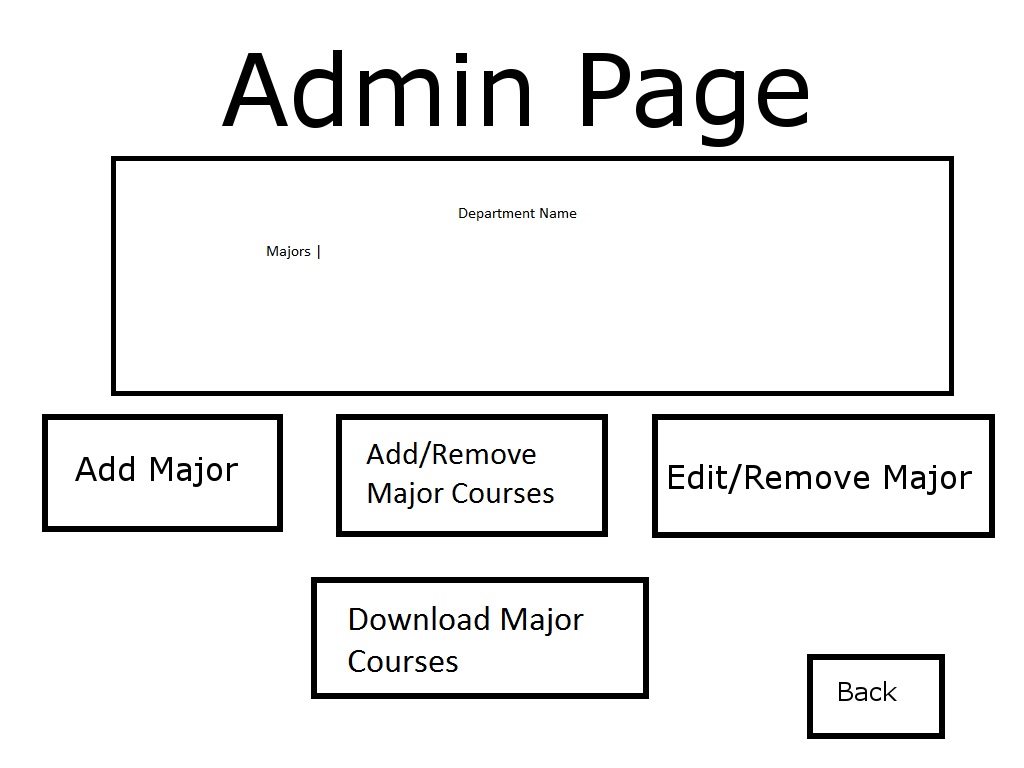 Admin Page
Department Name
Majors |
Add Major
Add/Remove
Major Courses
Edit/Remove Major
Download Major
Courses
Back